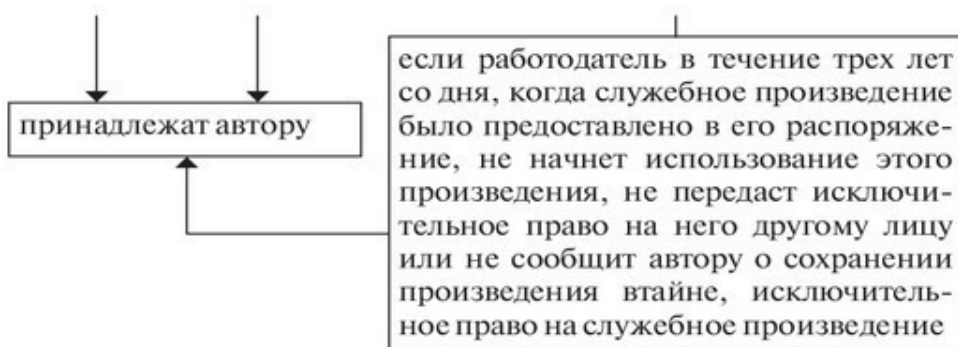 принадлежат автору
если работодатель в течение трех лет
со дня, когда служебное произведение
было предоставлено в его распоряже-
ние, не начнет использование этого
произведения, не передаст исключи-
тельное право на него другому лицу
или не сообщит автору о сохранении
произведения втайне, исключитель-
ное право на служебное произведение